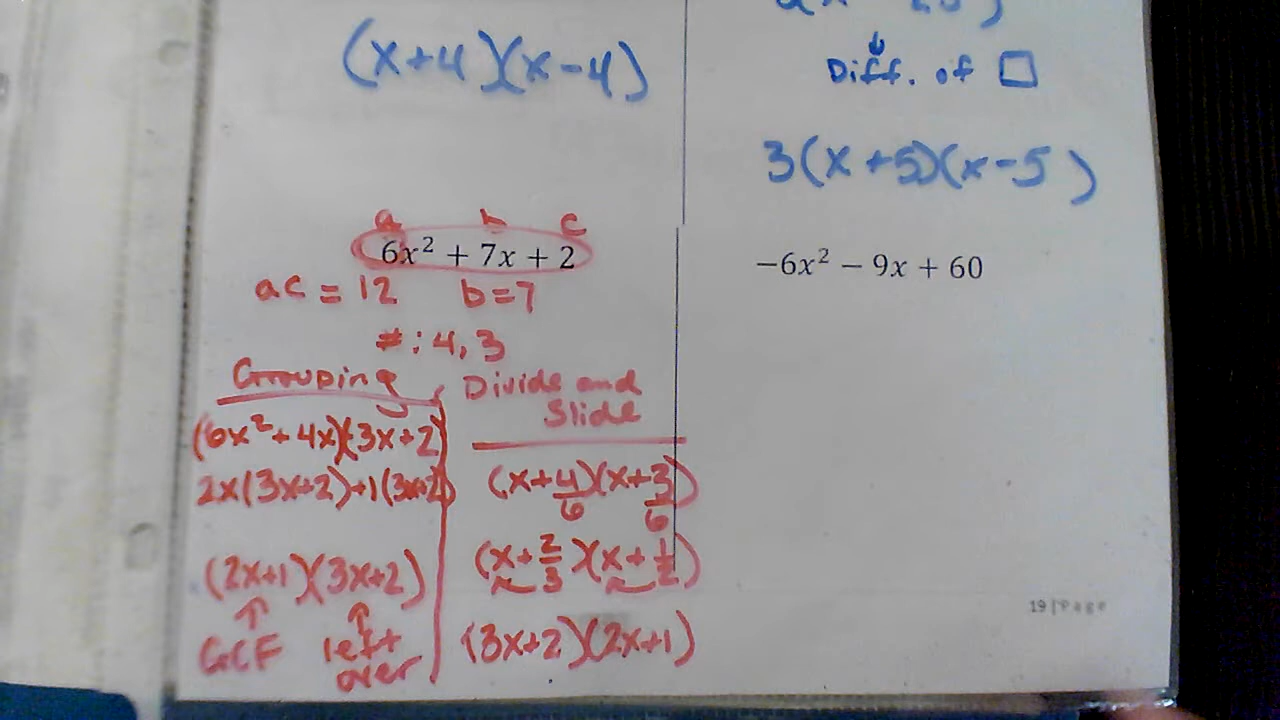 (x+4)(x-4)
Diff. of □
3(x+5)(x-5)
a b c
6x² + 7x + 2
ac = 12 b=7
#: 4, 3
Grouping
(6x²+4x)(3x+2)
2x(3x+2)+1(3x+2)
(2x+1)(3x+2)
↑ ↑
GCF left
over
Divide and
Slide
(x+4/6)(x+3/6)
(x+2/3)(x+1/2)
(3x+2)(2x+1)
−6x² − 9x + 60
19|Page